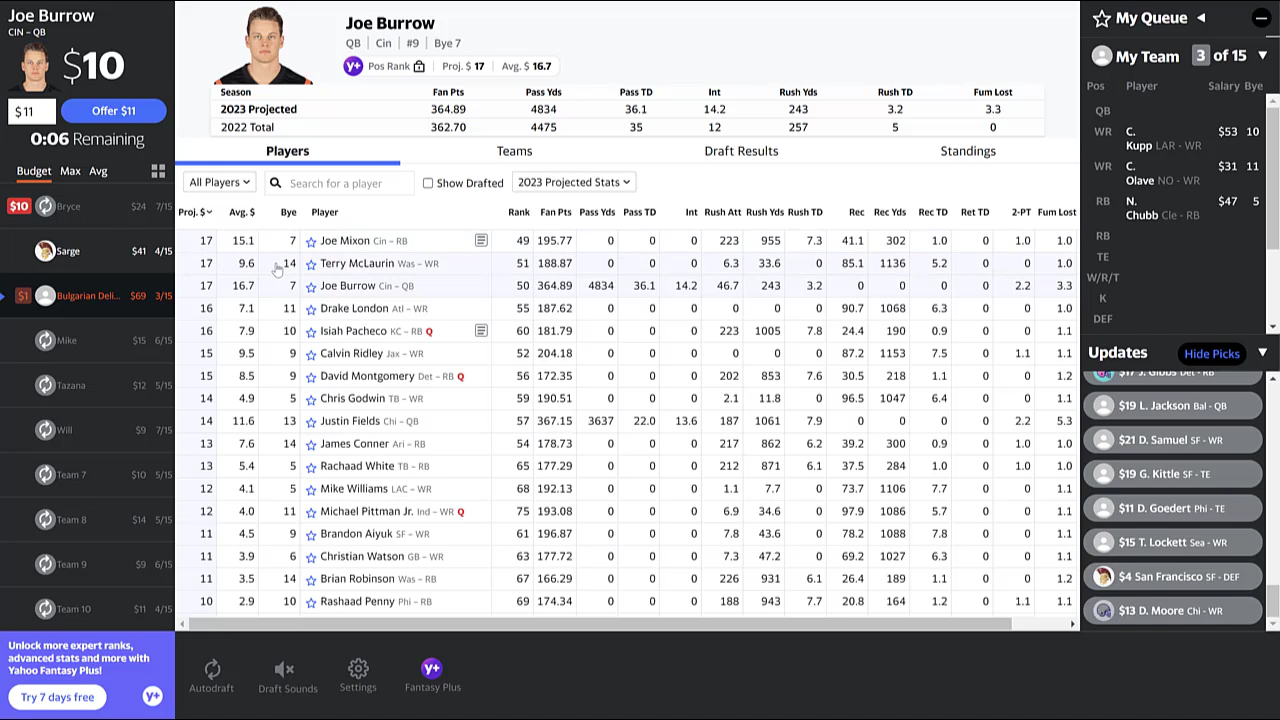 Joe Burrow
CIN – QB
$10
$11 Offer $11
0:06 Remaining
Budget Max Avg
$10 Bryce $24 7/15
Sarge $41 4/15
$1 Bulgarian Deli... $69 3/15
Mike $15 6/15
Tazana $12 5/15
Will $9 7/15
Team 7 $10 5/15
Team 8 $14 5/15
Team 9 $9 6/15
Team 10 $11 4/15
Unlock more expert ranks,
advanced stats and more with
Yahoo Fantasy Plus!
Try 7 days free y+
Joe Burrow
QB | Cin | #9 | Bye 7
y+ Pos Rank | Proj. $ 17 | Avg. $ 16.7
Season Fan Pts Pass Yds Pass TD Int Rush Yds Rush TD Fum Lost
2023 Projected 364.89 4834 36.1 14.2 243 3.2 3.3
2022 Total 362.70 4475 35 12 257 5 0
Players Teams Draft Results Standings
All Players Search for a player Show Drafted 2023 Projected Stats
Proj. $ Avg. $ Bye Player Rank Fan Pts Pass Yds Pass TD Int Rush Att Rush Yds Rush TD Rec Rec Yds Rec TD Ret TD 2-PT Fum Lost
17 15.1 7 Joe Mixon Cin – RB 49 195.77 0 0 0 223 955 7.3 41.1 302 1.0 0 1.0 1.0
17 9.6 14 Terry McLaurin Was – WR 51 188.87 0 0 0 6.3 33.6 0 85.1 1136 5.2 0 0 1.0
17 16.7 7 Joe Burrow Cin – QB 50 364.89 4834 36.1 14.2 46.7 243 3.2 0 0 0 0 2.2 3.3
16 7.1 11 Drake London Atl – WR 55 187.62 0 0 0 0 0 0 90.7 1068 6.3 0 0 1.0
16 7.9 10 Isiah Pacheco KC – RB Q 60 181.79 0 0 0 223 1005 7.8 24.4 190 0.9 0 0 1.1
15 9.5 9 Calvin Ridley Jax – WR 52 204.18 0 0 0 0 0 0 87.2 1153 7.5 0 1.1 1.1
15 8.5 9 David Montgomery Det – RB Q 56 172.35 0 0 0 202 853 7.6 30.5 218 1.1 0 0 1.2
14 4.9 5 Chris Godwin TB – WR 59 190.51 0 0 0 2.1 11.8 0 96.5 1047 6.4 0 0 1.0
14 11.6 13 Justin Fields Chi – QB 57 367.15 3637 22.0 13.6 187 1061 7.9 0 0 0 0 2.2 5.3
13 7.6 14 James Conner Ari – RB 54 178.73 0 0 0 217 862 6.2 39.2 300 0.9 0 1.0 1.0
13 5.4 5 Rachaad White TB – RB 65 177.29 0 0 0 212 871 6.1 37.5 284 1.0 0 1.0 1.0
12 4.1 5 Mike Williams LAC – WR 68 192.13 0 0 0 1.1 7.7 0 73.7 1106 7.7 0 0 1.1
12 4.0 11 Michael Pittman Jr. Ind – WR Q 75 193.08 0 0 0 6.9 34.6 0 97.9 1086 5.7 0 0 1.1
11 4.5 9 Brandon Aiyuk SF – WR 61 196.87 0 0 0 7.8 43.6 0 78.2 1088 7.8 0 0 1.1
11 3.9 6 Christian Watson GB – WR 63 177.72 0 0 0 7.3 47.2 0 69.2 1027 6.3 0 0 1.1
11 3.5 14 Brian Robinson Was – RB 67 166.29 0 0 0 226 931 6.1 26.4 189 1.1 0 0 1.2
10 2.9 10 Rashaad Penny Phi – RB 69 174.34 0 0 0 188 943 7.7 20.8 164 1.2 0 1.1 1.1
Autodraft Draft Sounds Settings y+ Fantasy Plus
My Queue
My Team 3 of 15
Pos Player Salary Bye
QB
WR C. Kupp LAR - WR $53 10
WR C. Olave NO - WR $31 11
RB N. Chubb Cle - RB $47 5
RB
TE
W/R/T
K
DEF
Updates Hide Picks
$17 J. Gibbs Det - RB
$19 L. Jackson Bal - QB
$21 D. Samuel SF - WR
$19 G. Kittle SF - TE
$11 D. Goedert Phi - TE
$15 T. Lockett Sea - WR
$4 San Francisco SF - DEF
$13 D. Moore Chi - WR